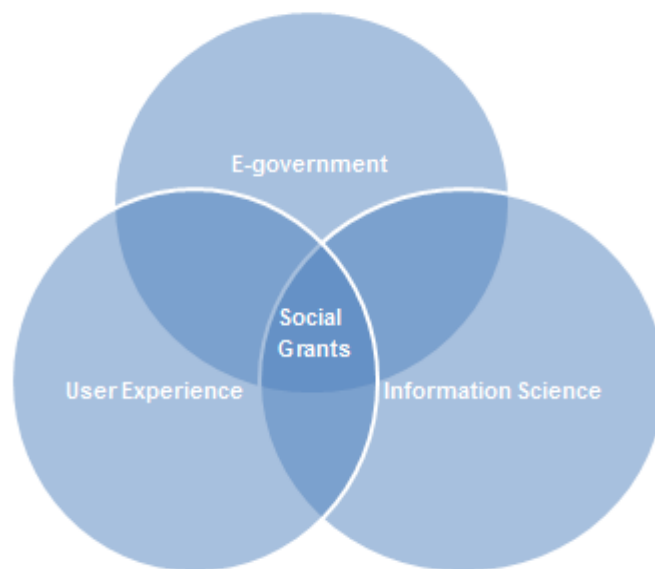 E-government
Social
Grants
User Experience
Information Science